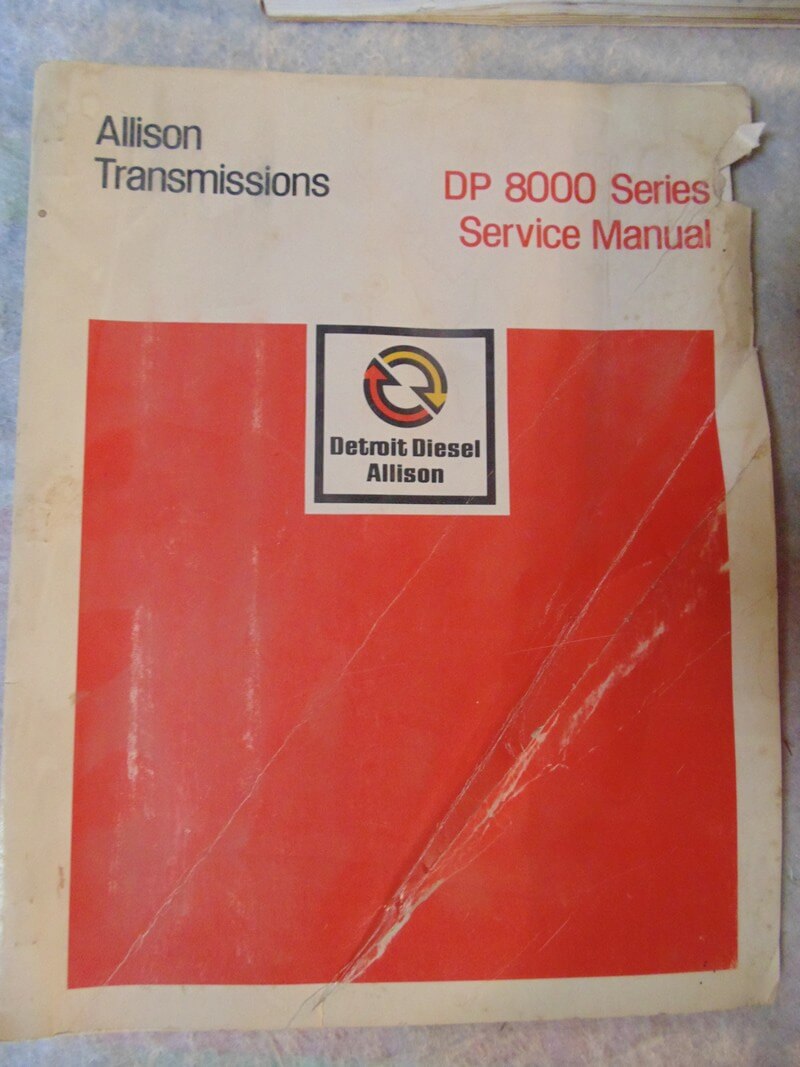 Allison
Transmissions
DP 8000 Series
Service Manual
Detroit Diesel
Allison